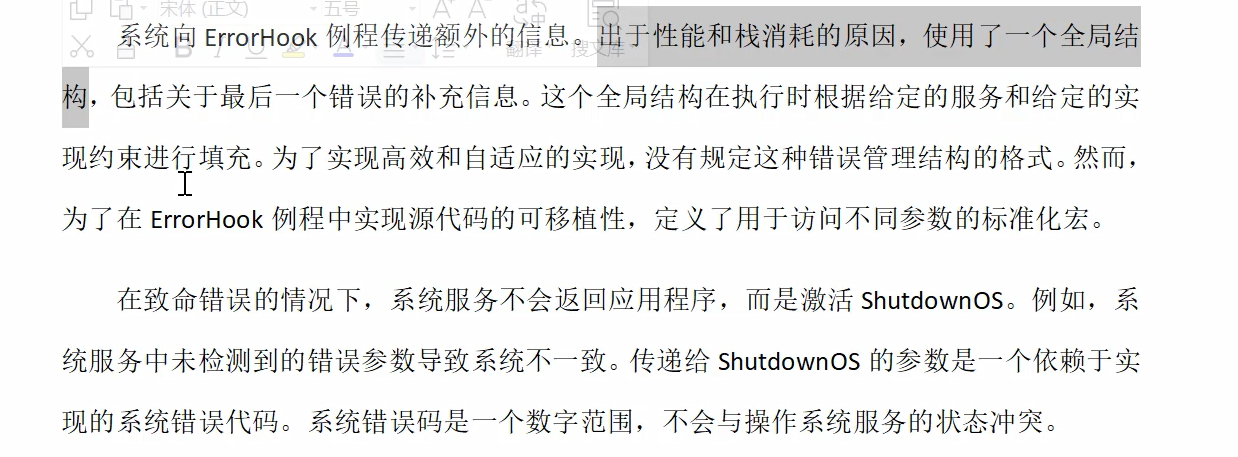 宋体 (正文) 五号 A⁺ A⁻
系统向 ErrorHook 例程传递额外的信息。出于性能和栈消耗的原因，使用了一个全局结
B I U A 翻译 搜文库
构，包括关于最后一个错误的补充信息。这个全局结构在执行时根据给定的服务和给定的实
现约束进行填充。为了实现高效和自适应的实现，没有规定这种错误管理结构的格式。然而，
为了在 ErrorHook 例程中实现源代码的可移植性，定义了用于访问不同参数的标准化宏。
在致命错误的情况下，系统服务不会返回应用程序，而是激活 ShutdownOS。例如，系
统服务中未检测到的错误参数导致系统不一致。传递给 ShutdownOS 的参数是一个依赖于实
现的系统错误代码。系统错误码是一个数字范围，不会与操作系统服务的状态冲突。